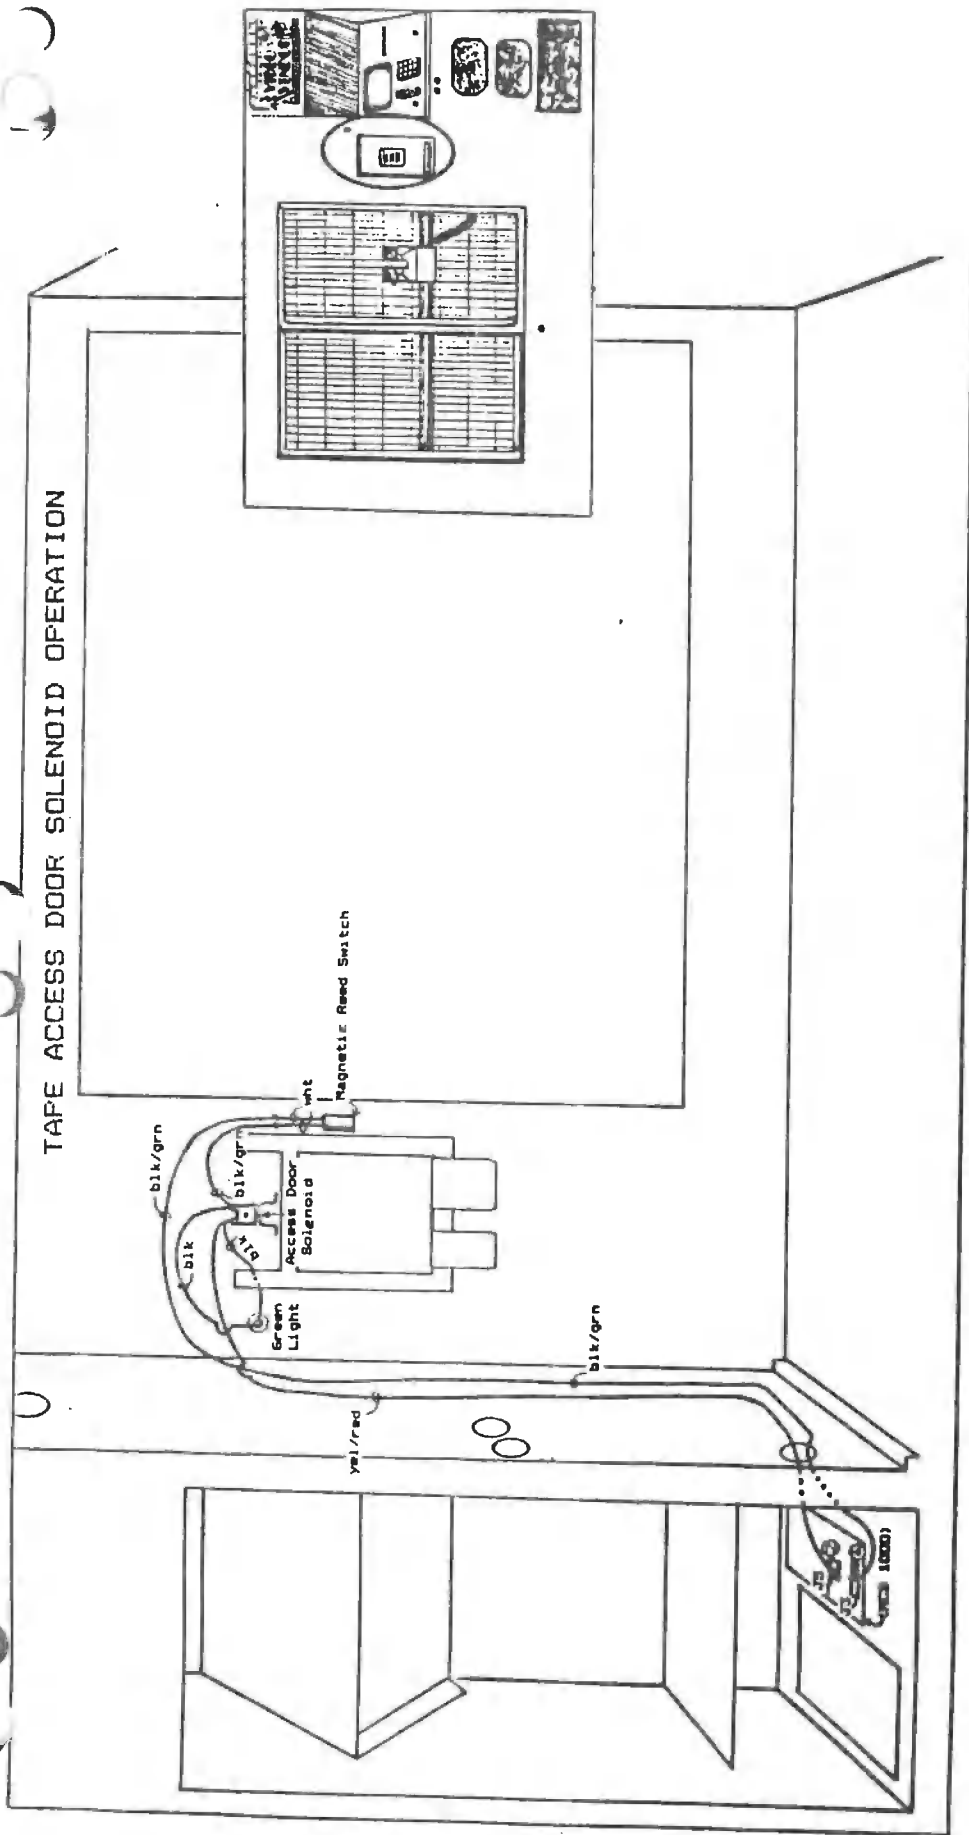 TAPE ACCESS DOOR SOLENOID OPERATION
blk/grn
blk
blk/grn
wht
blk
Access Door
Solenoid
Magnetic Reed Switch
Green
Light
yel/red
blk/grn
VIDEO